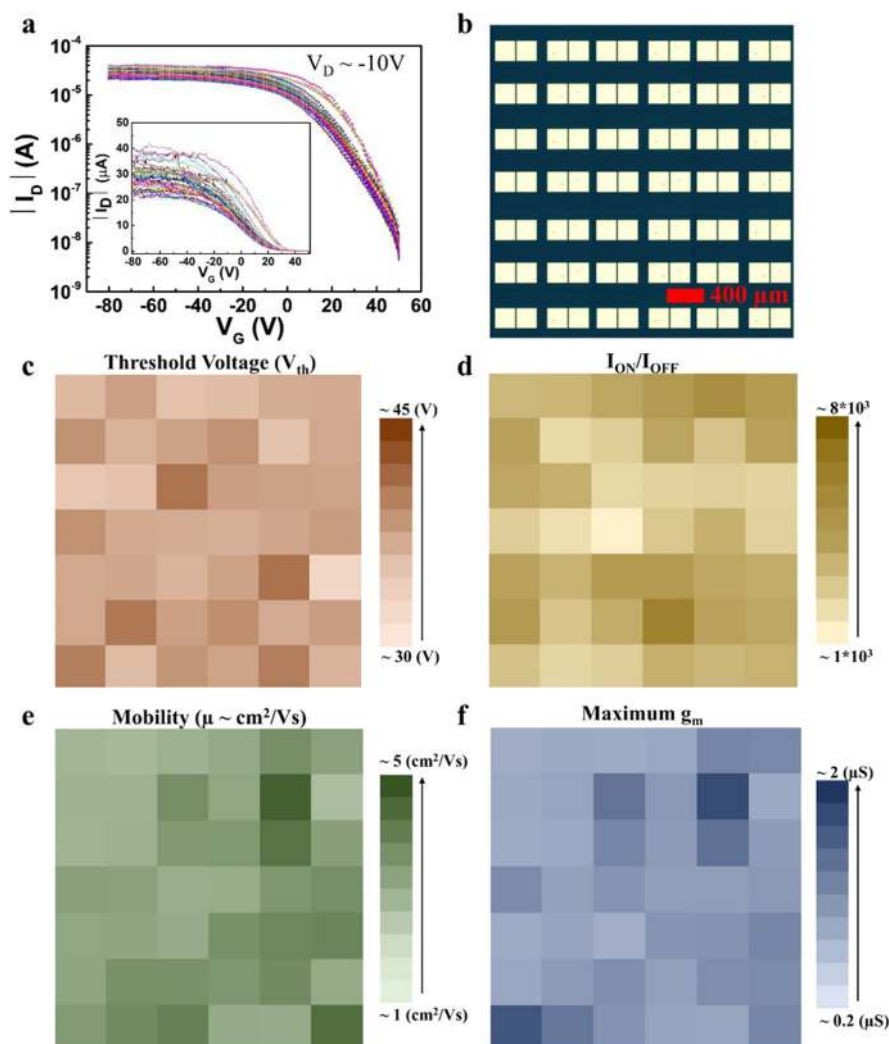 a
V_D ~ -10V
10⁻⁴
10⁻⁵
10⁻⁶
10⁻⁷
10⁻⁸
10⁻⁹
|I_D| (A)
50
40
30
20
10
0
|I_D| (μA)
-80 -60 -40 -20 0 20 40
V_G (V)
-80 -60 -40 -20 0 20 40 60
V_G (V)
b
400 μm
c
Threshold Voltage (V_th)
~ 45 (V)
~ 30 (V)
d
I_ON/I_OFF
~ 8*10³
~ 1*10³
e
Mobility (μ ~ cm²/Vs)
~ 5 (cm²/Vs)
~ 1 (cm²/Vs)
f
Maximum g_m
~ 2 (μS)
~ 0.2 (μS)